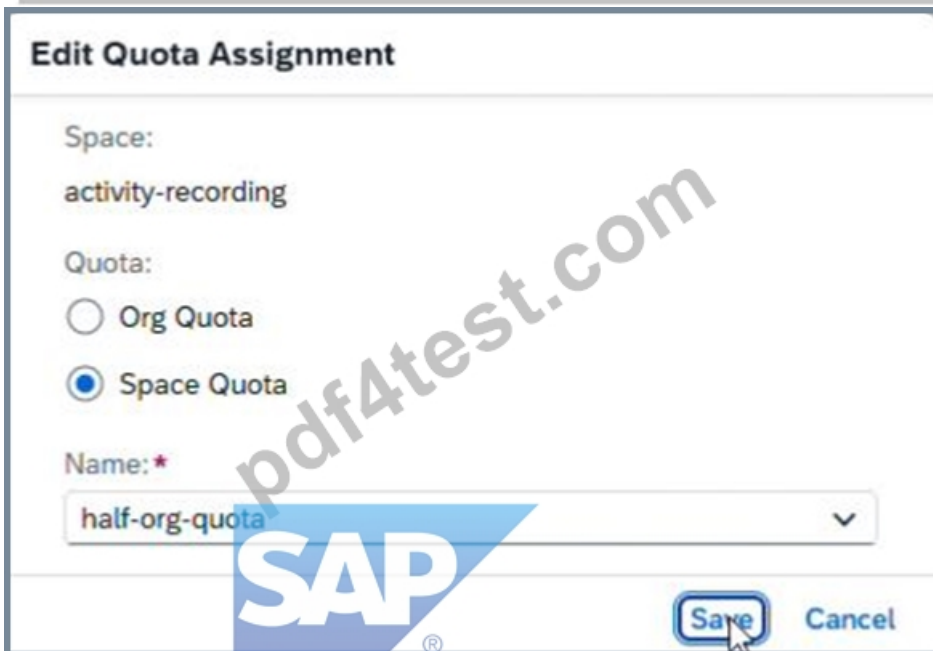 Edit Quota Assignment
Space:
activity-recording
Quota:
Org Quota
Space Quota
Name:*
half-org-quota
Save
Cancel
pdf4test.com
SAP
®